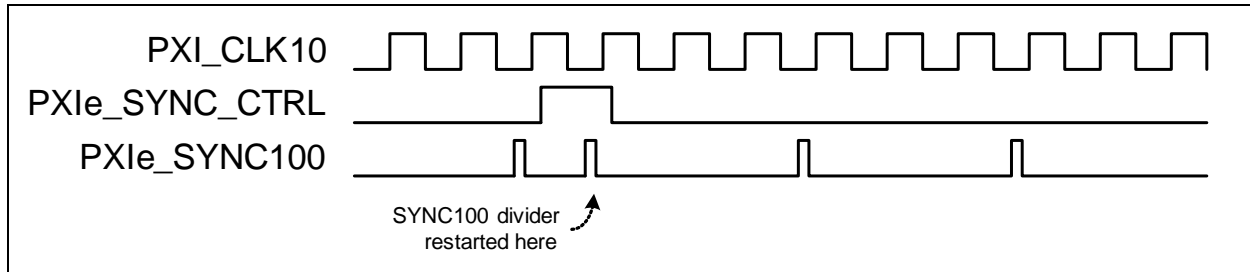 PXI_CLK10
PXIe_SYNC_CTRL
PXIe_SYNC100
SYNC100 divider
restarted here